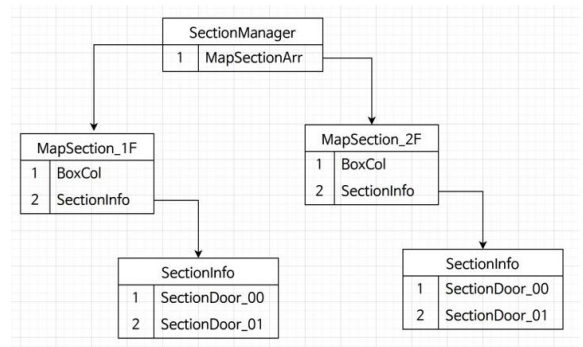 SectionManager
1 MapSectionArr
MapSection_1F
1 BoxCol
2 SectionInfo
MapSection_2F
1 BoxCol
2 SectionInfo
SectionInfo
1 SectionDoor_00
2 SectionDoor_01
SectionInfo
1 SectionDoor_00
2 SectionDoor_01